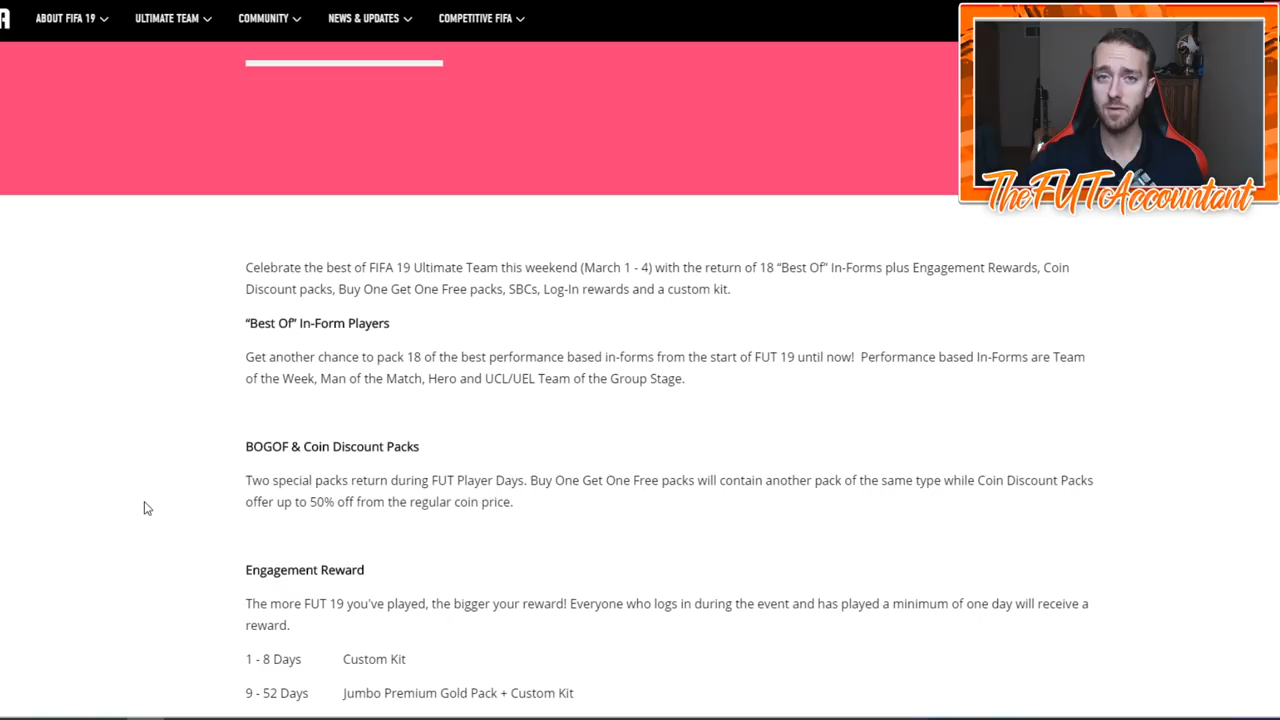 A
ABOUT FIFA 19
ULTIMATE TEAM
COMMUNITY
NEWS & UPDATES
COMPETITIVE FIFA
TheFUTAccountant
Celebrate the best of FIFA 19 Ultimate Team this weekend (March 1 - 4) with the return of 18 “Best Of” In-Forms plus Engagement Rewards, Coin
Discount packs, Buy One Get One Free packs, SBCs, Log-In rewards and a custom kit.
“Best Of” In-Form Players
Get another chance to pack 18 of the best performance based in-forms from the start of FUT 19 until now!  Performance based In-Forms are Team
of the Week, Man of the Match, Hero and UCL/UEL Team of the Group Stage.
BOGOF & Coin Discount Packs
Two special packs return during FUT Player Days. Buy One Get One Free packs will contain another pack of the same type while Coin Discount Packs
offer up to 50% off from the regular coin price.
Engagement Reward
The more FUT 19 you've played, the bigger your reward! Everyone who logs in during the event and has played a minimum of one day will receive a
reward.
1 - 8 Days Custom Kit
9 - 52 Days Jumbo Premium Gold Pack + Custom Kit